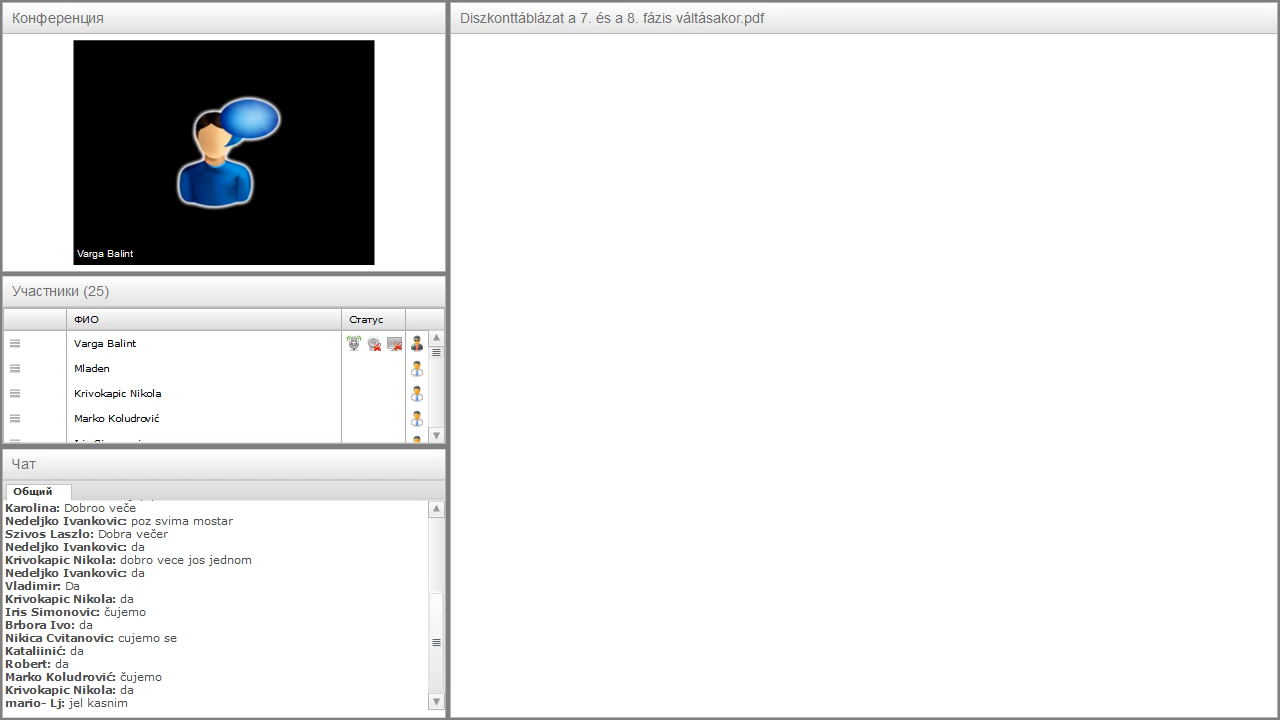 Конференция
Varga Balint
Участники (25)
ФИО Статус
Varga Balint
Mladen
Krivokapic Nikola
Marko Koludrović
Чат
Общий
Karolina: Dobroo veče
Nedeljko Ivankovic: poz svima mostar
Szivos Laszlo: Dobra večer
Nedeljko Ivankovic: da
Krivokapic Nikola: dobro vece jos jednom
Nedeljko Ivankovic: da
Vladimir: Da
Krivokapic Nikola: da
Iris Simonovic: čujemo
Brbora Ivo: da
Nikica Cvitanovic: cujemo se
Kataliinić: da
Robert: da
Marko Koludrović: čujemo
Krivokapic Nikola: da
mario- Lj: jel kasnim
Diszkonttáblázat a 7. és a 8. fázis váltásakor.pdf